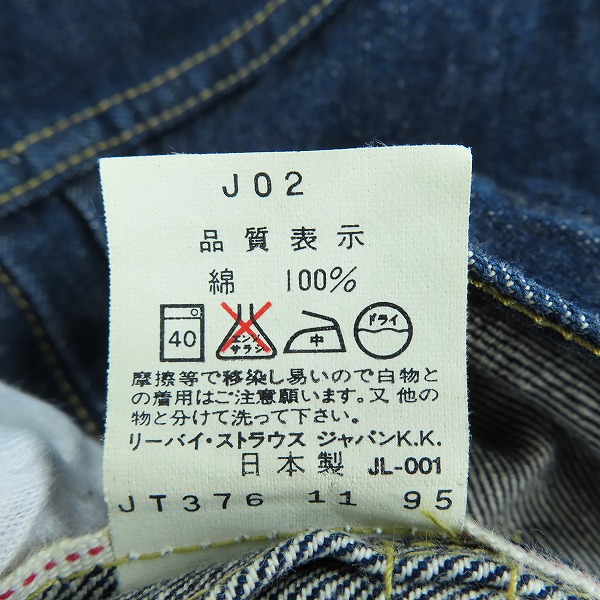 J02
品質表示
綿 100%
40 エンソサラシ 中 ドライ
摩擦等で移染し易いので白物と
の着用はご注意願います。又他の
物と分けて洗って下さい。
リーバイ・ストラウス ジャパンK.K.
日本製 JL-001
JT376 11 95